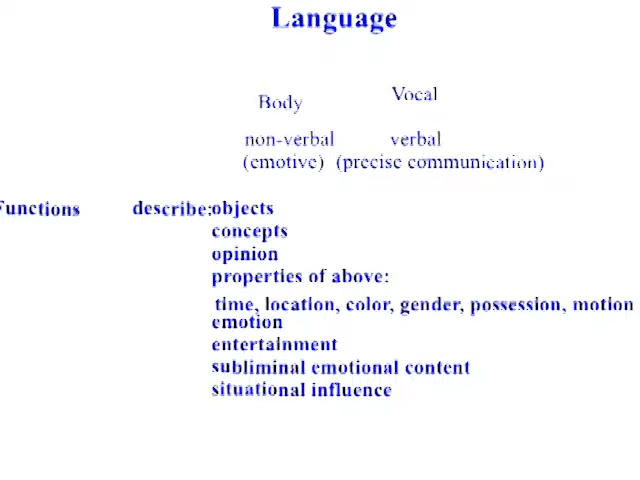 Language
Body Vocal
non-verbal verbal
(emotive) (precise communication)
Functions describe: objects
concepts
opinion
properties of above:
time, location, color, gender, possession, motion
emotion
entertainment
subliminal emotional content
situational influence